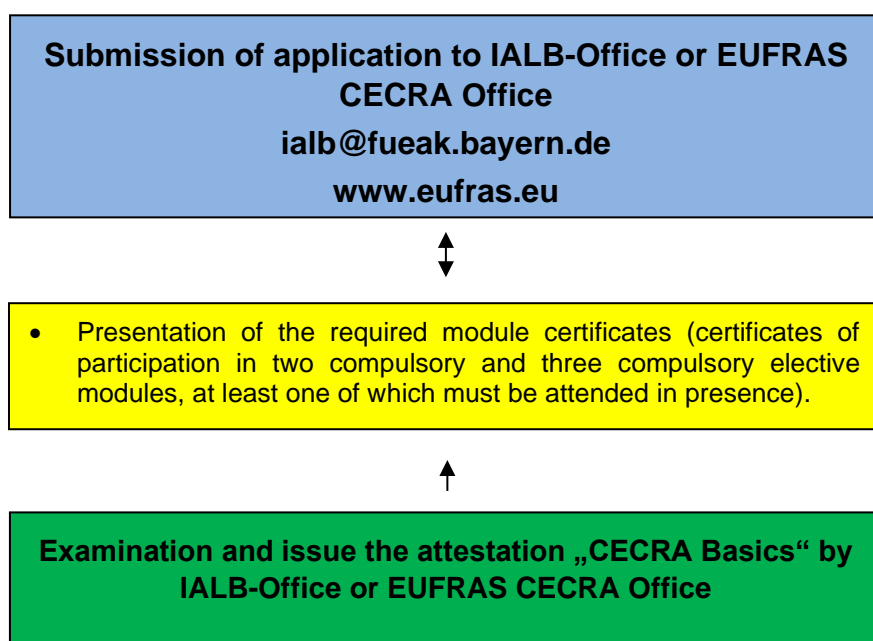 Submission of application to IALB-Office or EUFRAS
CECRA Office
ialb@fueak.bayern.de
www.eufras.eu
• Presentation of the required module certificates (certificates of
participation in two compulsory and three compulsory elective
modules, at least one of which must be attended in presence).
Examination and issue the attestation „CECRA Basics“ by
IALB-Office or EUFRAS CECRA Office